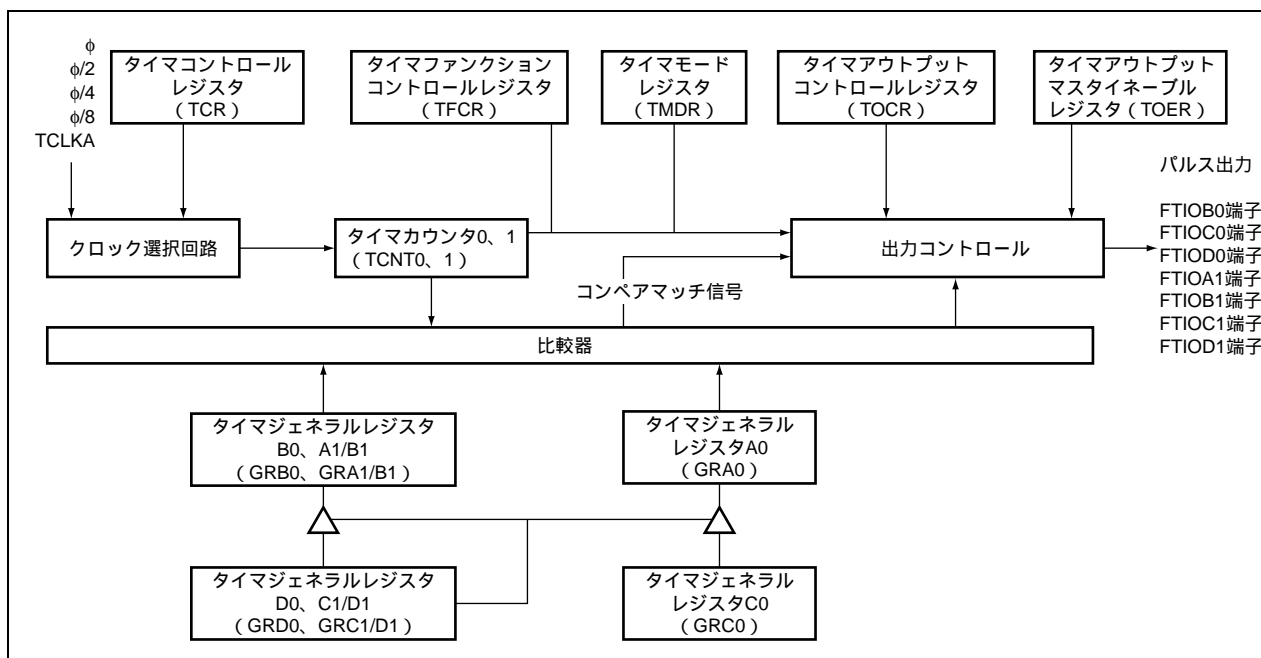 φ
φ/2
φ/4
φ/8
TCLKA
タイマコントロール
レジスタ
(TCR)
タイマファンクション
コントロールレジスタ
(TFCR)
タイマモード
レジスタ
(TMDR)
タイマアウトプット
コントロールレジスタ
(TOCR)
タイマアウトプット
マスタイネーブル
レジスタ(TOER)
クロック選択回路
タイマカウンタ0、1
(TCNT0、1)
出力コントロール
パルス出力
FTIOB0端子
FTIOC0端子
FTIOD0端子
FTIOA1端子
FTIOB1端子
FTIOC1端子
FTIOD1端子
コンペアマッチ信号
比較器
タイマジェネラルレジスタ
B0、A1/B1
(GRB0、GRA1/B1)
タイマジェネラル
レジスタA0
(GRA0)
タイマジェネラルレジスタ
D0、C1/D1
(GRD0、GRC1/D1)
タイマジェネラル
レジスタC0
(GRC0)